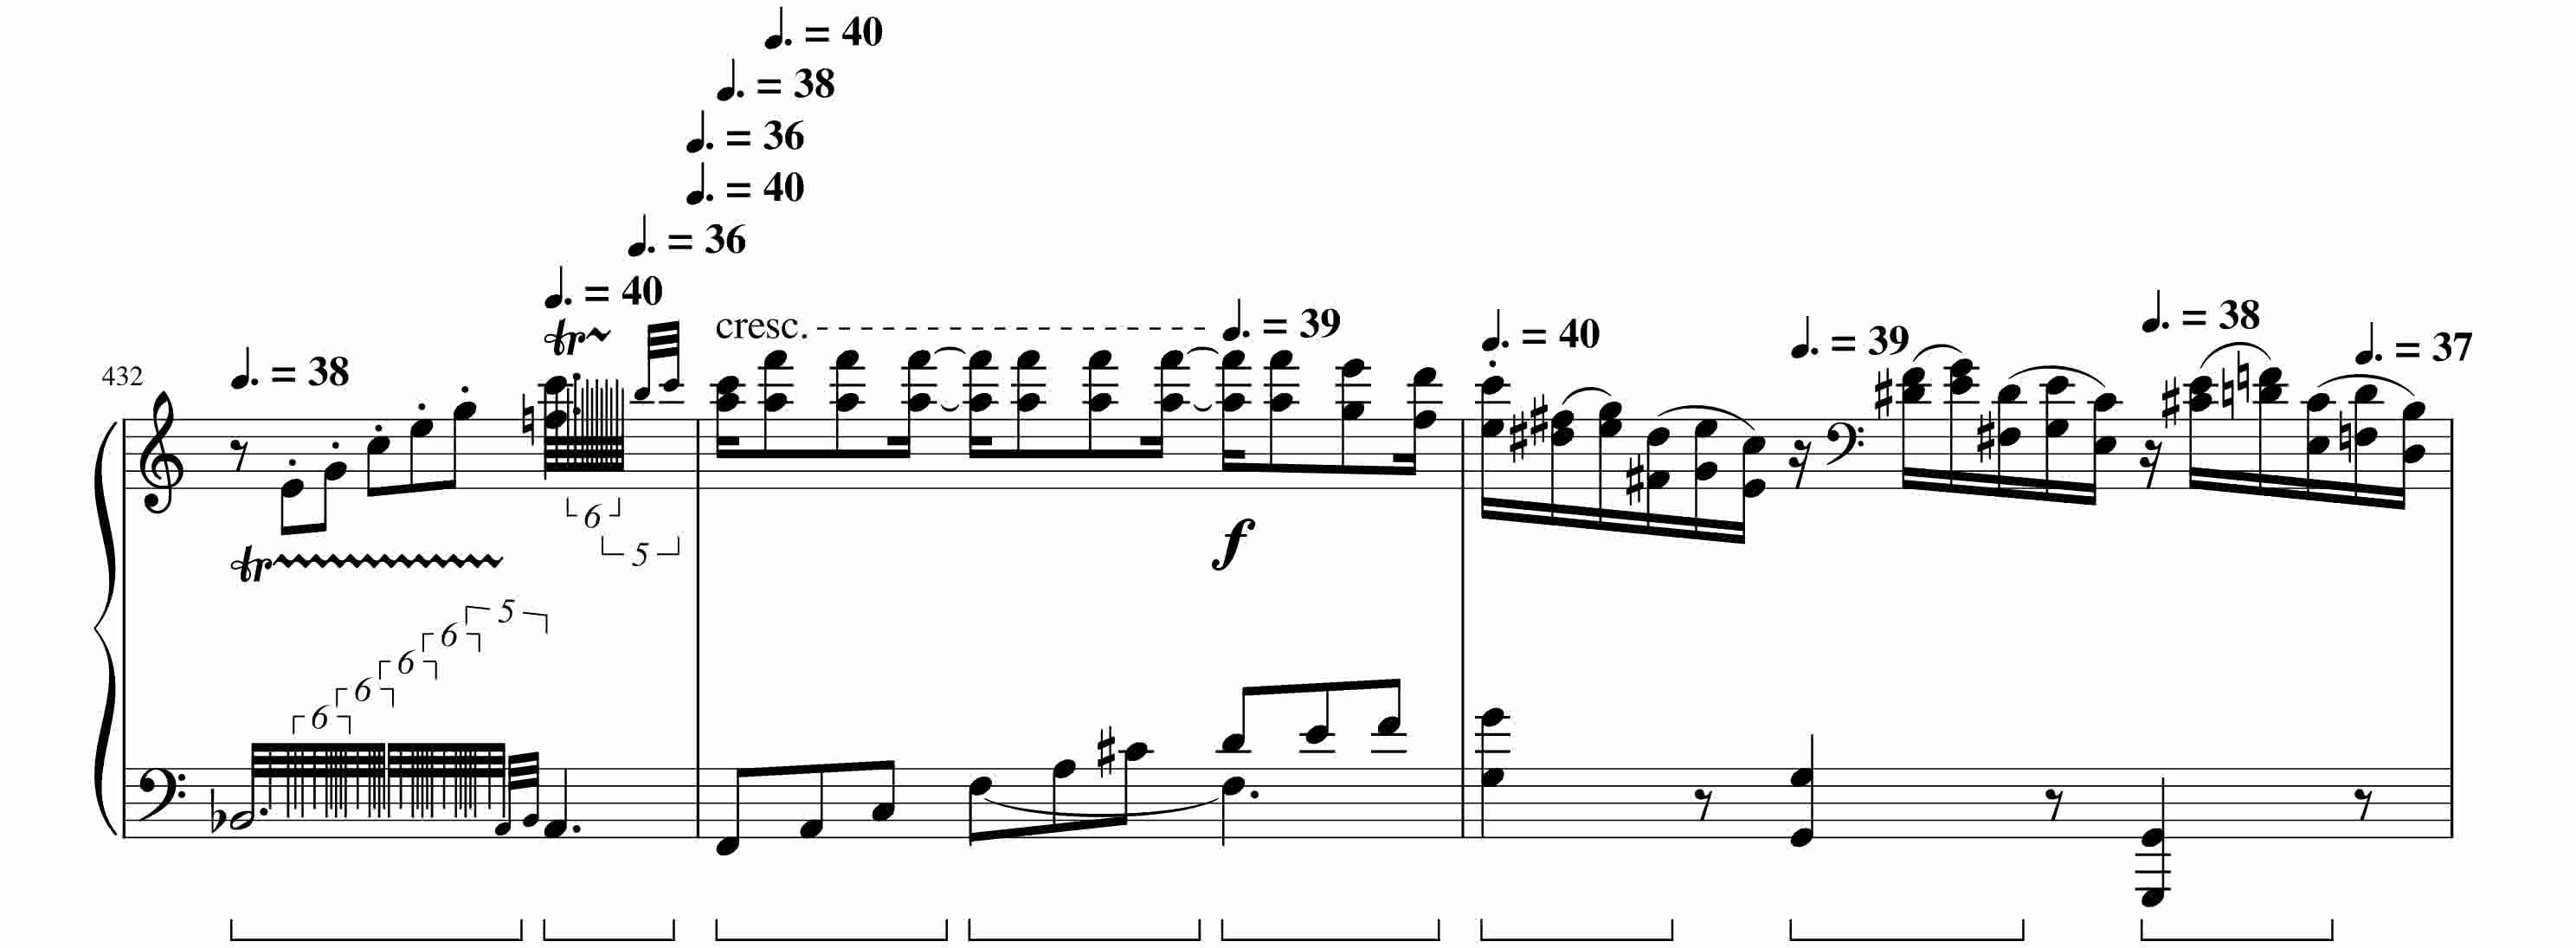 ♩. = 40
♩. = 38
♩. = 36
♩. = 40
♩. = 36
♩. = 40
cresc.
♩. = 39
♩. = 40
♩. = 39
♩. = 38
♩. = 37
432
♩. = 38
tr
6
5
f
tr
6
6
6
6
5